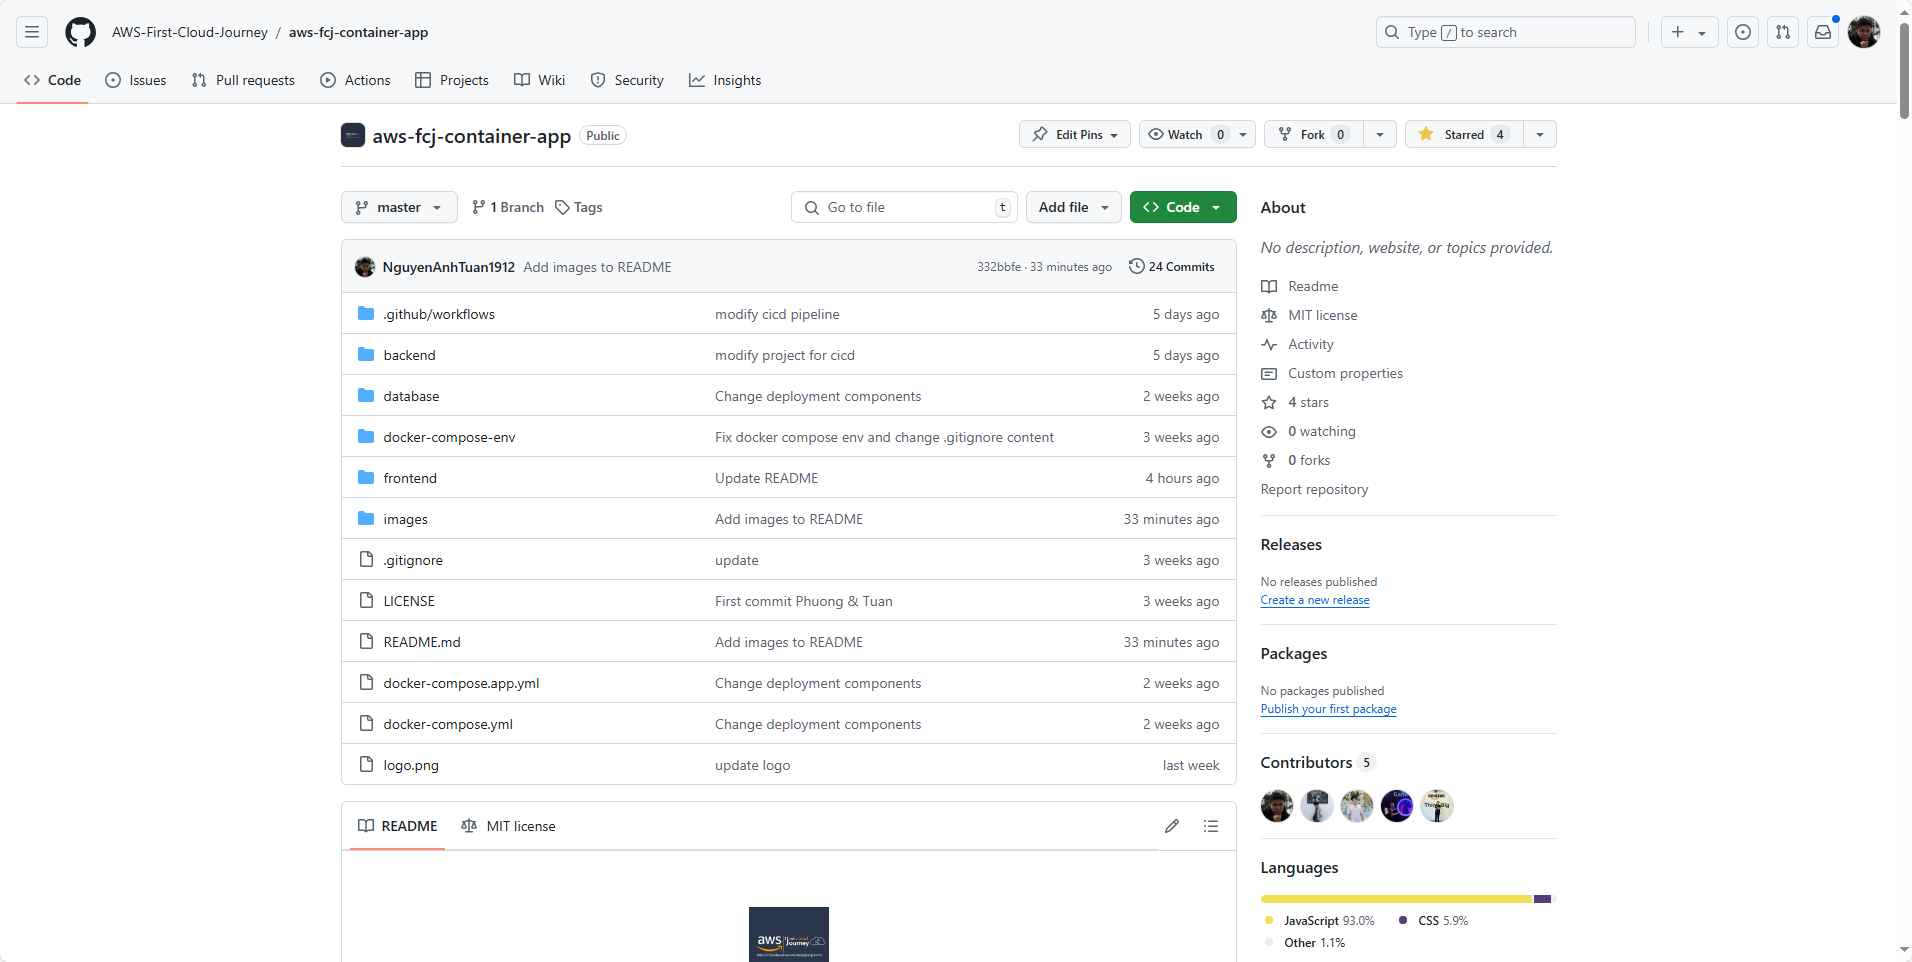 AWS-First-Cloud-Journey / aws-fcj-container-app
Type / to search
Code Issues Pull requests Actions Projects Wiki Security Insights
aws-fcj-container-app Public
Edit Pins Watch 0 Fork 0 Starred 4
master 1 Branch Tags Go to file t Add file Code
NguyenAnhTuan1912 Add images to README 332bbfe · 33 minutes ago 24 Commits
.github/workflows modify cicd pipeline 5 days ago
backend modify project for cicd 5 days ago
database Change deployment components 2 weeks ago
docker-compose-env Fix docker compose env and change .gitignore content 3 weeks ago
frontend Update README 4 hours ago
images Add images to README 33 minutes ago
.gitignore update 3 weeks ago
LICENSE First commit Phuong & Tuan 3 weeks ago
README.md Add images to README 33 minutes ago
docker-compose.app.yml Change deployment components 2 weeks ago
docker-compose.yml Change deployment components 2 weeks ago
logo.png update logo last week
README MIT license
aws
Journey
About
No description, website, or topics provided.
Readme
MIT license
Activity
Custom properties
4 stars
0 watching
0 forks
Report repository
Releases
No releases published
Create a new release
Packages
No packages published
Publish your first package
Contributors 5
Languages
JavaScript 93.0% CSS 5.9%
Other 1.1%